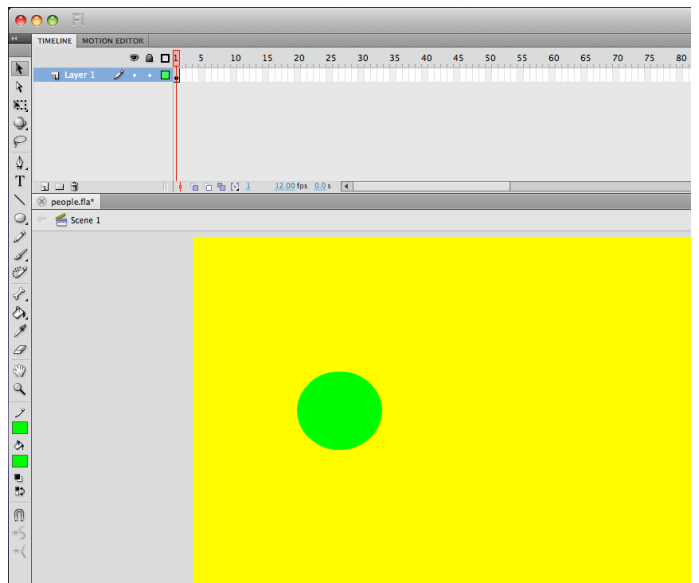 Fl
TIMELINE MOTION EDITOR
1 5 10 15 20 25 30 35 40 45 50 55 60 65 70 75 80
Layer 1
1 12.00 fps 0.0 s
people.fla*
Scene 1
T